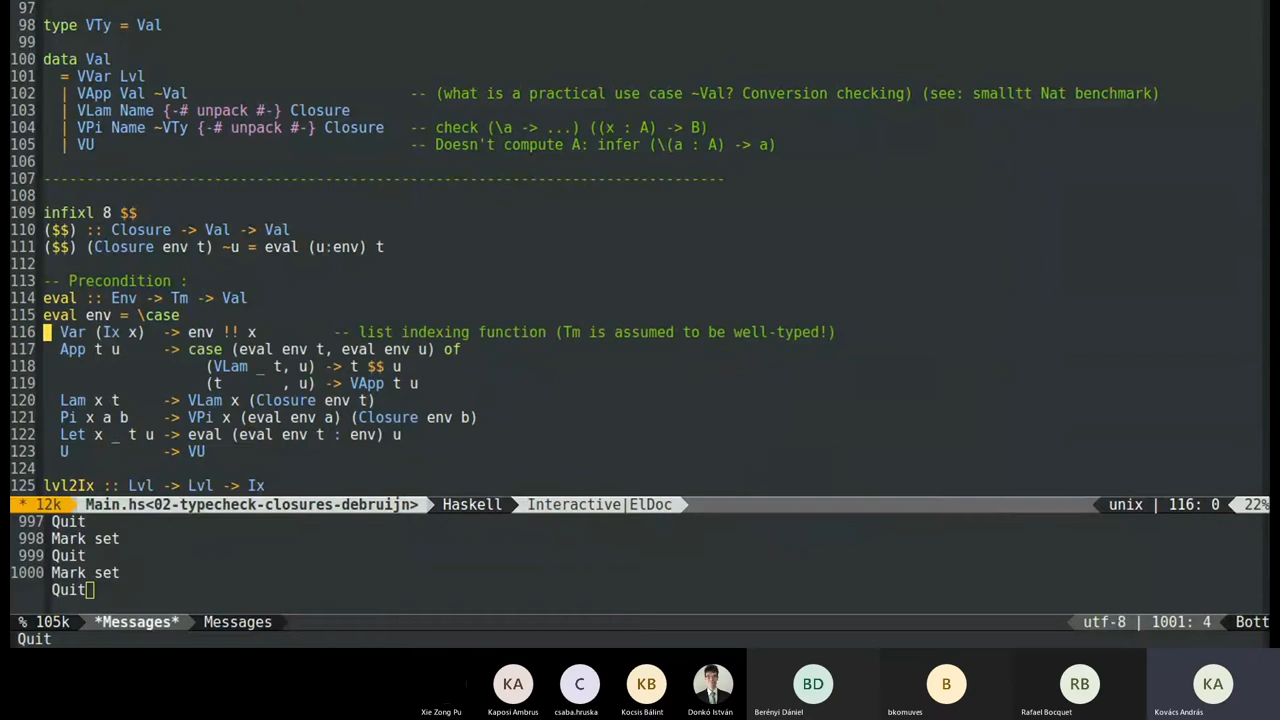 97
98 type VTy = Val
99
100 data Val
101   = VVar Lvl
102   | VApp Val ~Val                          -- (what is a practical use case ~Val? Conversion checking) (see: smalltt Nat benchmark)
103   | VLam Name {-# unpack #-} Closure
104   | VPi Name ~VTy {-# unpack #-} Closure   -- check (\a -> ...) ((x : A) -> B)
105   | VU                                     -- Doesn't compute A: infer (\(a : A) -> a)
106
107 --------------------------------------------------------------------------------
108
109 infixl 8 $$
110 ($$) :: Closure -> Val -> Val
111 ($$) (Closure env t) ~u = eval (u:env) t
112
113 -- Precondition :
114 eval :: Env -> Tm -> Val
115 eval env = \case
116   Var (Ix x)  -> env !! x         -- list indexing function (Tm is assumed to be well-typed!)
117   App t u     -> case (eval env t, eval env u) of
118                    (VLam _ t, u) -> t $$ u
119                    (t       , u) -> VApp t u
120   Lam x t     -> VLam x (Closure env t)
121   Pi x a b    -> VPi x (eval env a) (Closure env b)
122   Let x _ t u -> eval (eval env t : env) u
123   U           -> VU
124
125 lvl2Ix :: Lvl -> Lvl -> Ix
* 12k Main.hs<02-typecheck-closures-debruijn> Haskell Interactive|ElDoc unix | 116: 0 22%
997 Quit
998 Mark set
999 Quit
1000 Mark set
Quit
% 105k *Messages* Messages utf-8 | 1001: 4 Bott
Quit
KA C KB BD B RB KA
Xie Zong Pu Kaposi Ambrus csaba.hruska Kocsis Bálint Donkó István Berényi Dániel bkomuves Rafael Bocquet Kovács András